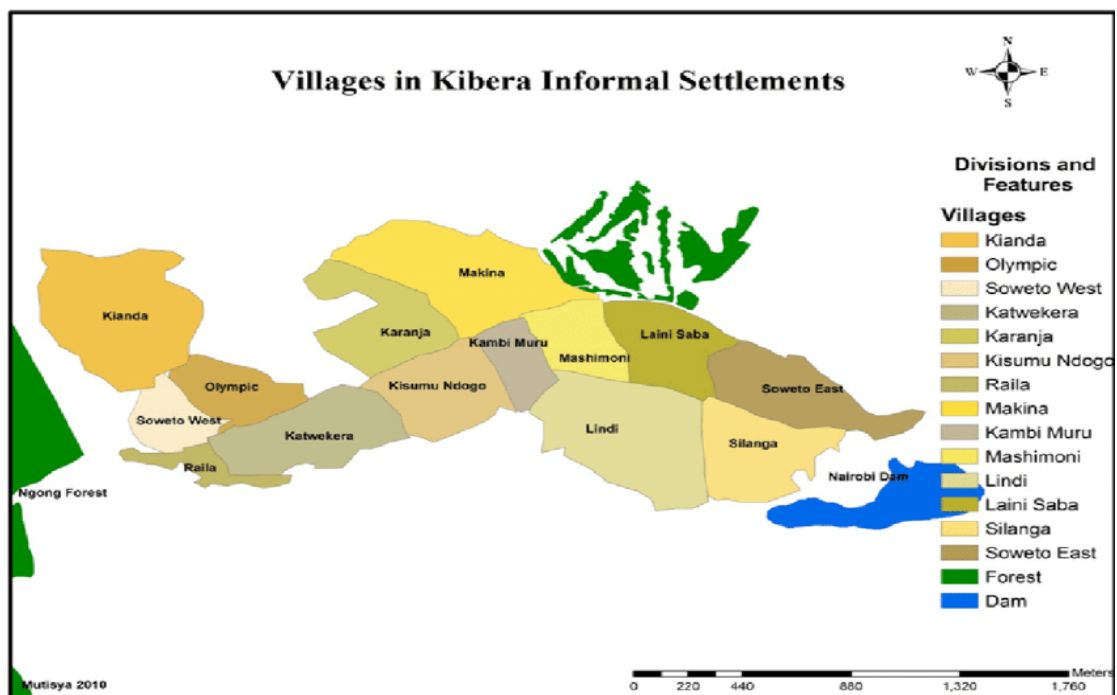 N
W E
S
Villages in Kibera Informal Settlements
Divisions and
Features
Villages
Kianda
Olympic
Soweto West
Katwekera
Karanja
Kisumu Ndogo
Raila
Makina
Kambi Muru
Mashimoni
Lindi
Laini Saba
Silanga
Soweto East
Forest
Dam
Makina
Kianda
Karanja
Kambi Muru
Laini Saba
Mashimoni
Olympic
Kisumu Ndogo
Soweto East
Soweto West
Katwekera
Lindi
Silanga
Raila
Nairobi Dam
Ngong Forest
Mutisya 2010
Meters
0 220 440 880 1,320 1,760